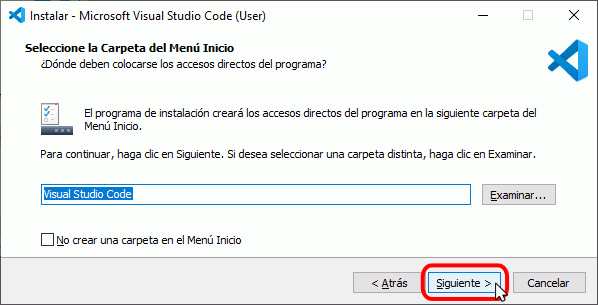 Instalar - Microsoft Visual Studio Code (User)
Seleccione la Carpeta del Menú Inicio
¿Dónde deben colocarse los accesos directos del programa?
El programa de instalación creará los accesos directos del programa en la siguiente carpeta del
Menú Inicio.
Para continuar, haga clic en Siguiente. Si desea seleccionar una carpeta distinta, haga clic en Examinar.
Visual Studio Code
Examinar...
No crear una carpeta en el Menú Inicio
< Atrás
Siguiente >
Cancelar